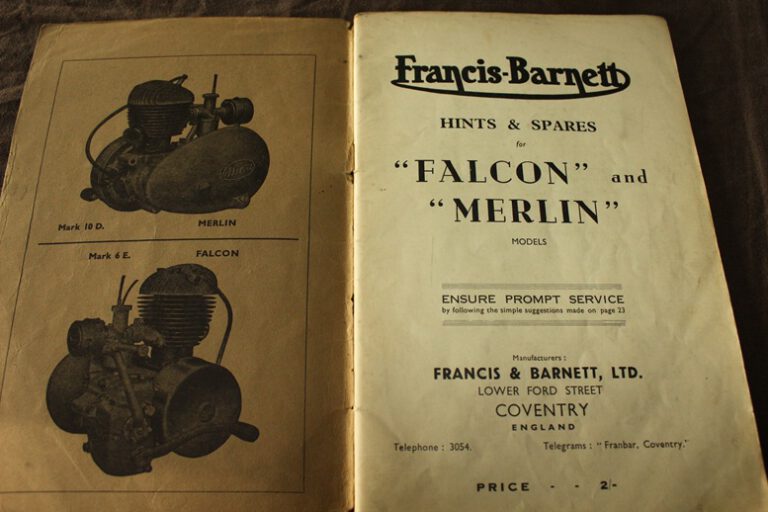 Mark 10 D. MERLIN
Mark 6 E. FALCON
Francis-Barnett
HINTS & SPARES
for
“FALCON” and
“MERLIN”
MODELS
ENSURE PROMPT SERVICE
by following the simple suggestions made on page 23
Manufacturers :
FRANCIS & BARNETT, LTD.
LOWER FORD STREET
COVENTRY
ENGLAND
Telephone : 3054. Telegrams : “Franbar, Coventry.”
PRICE - - 2/-